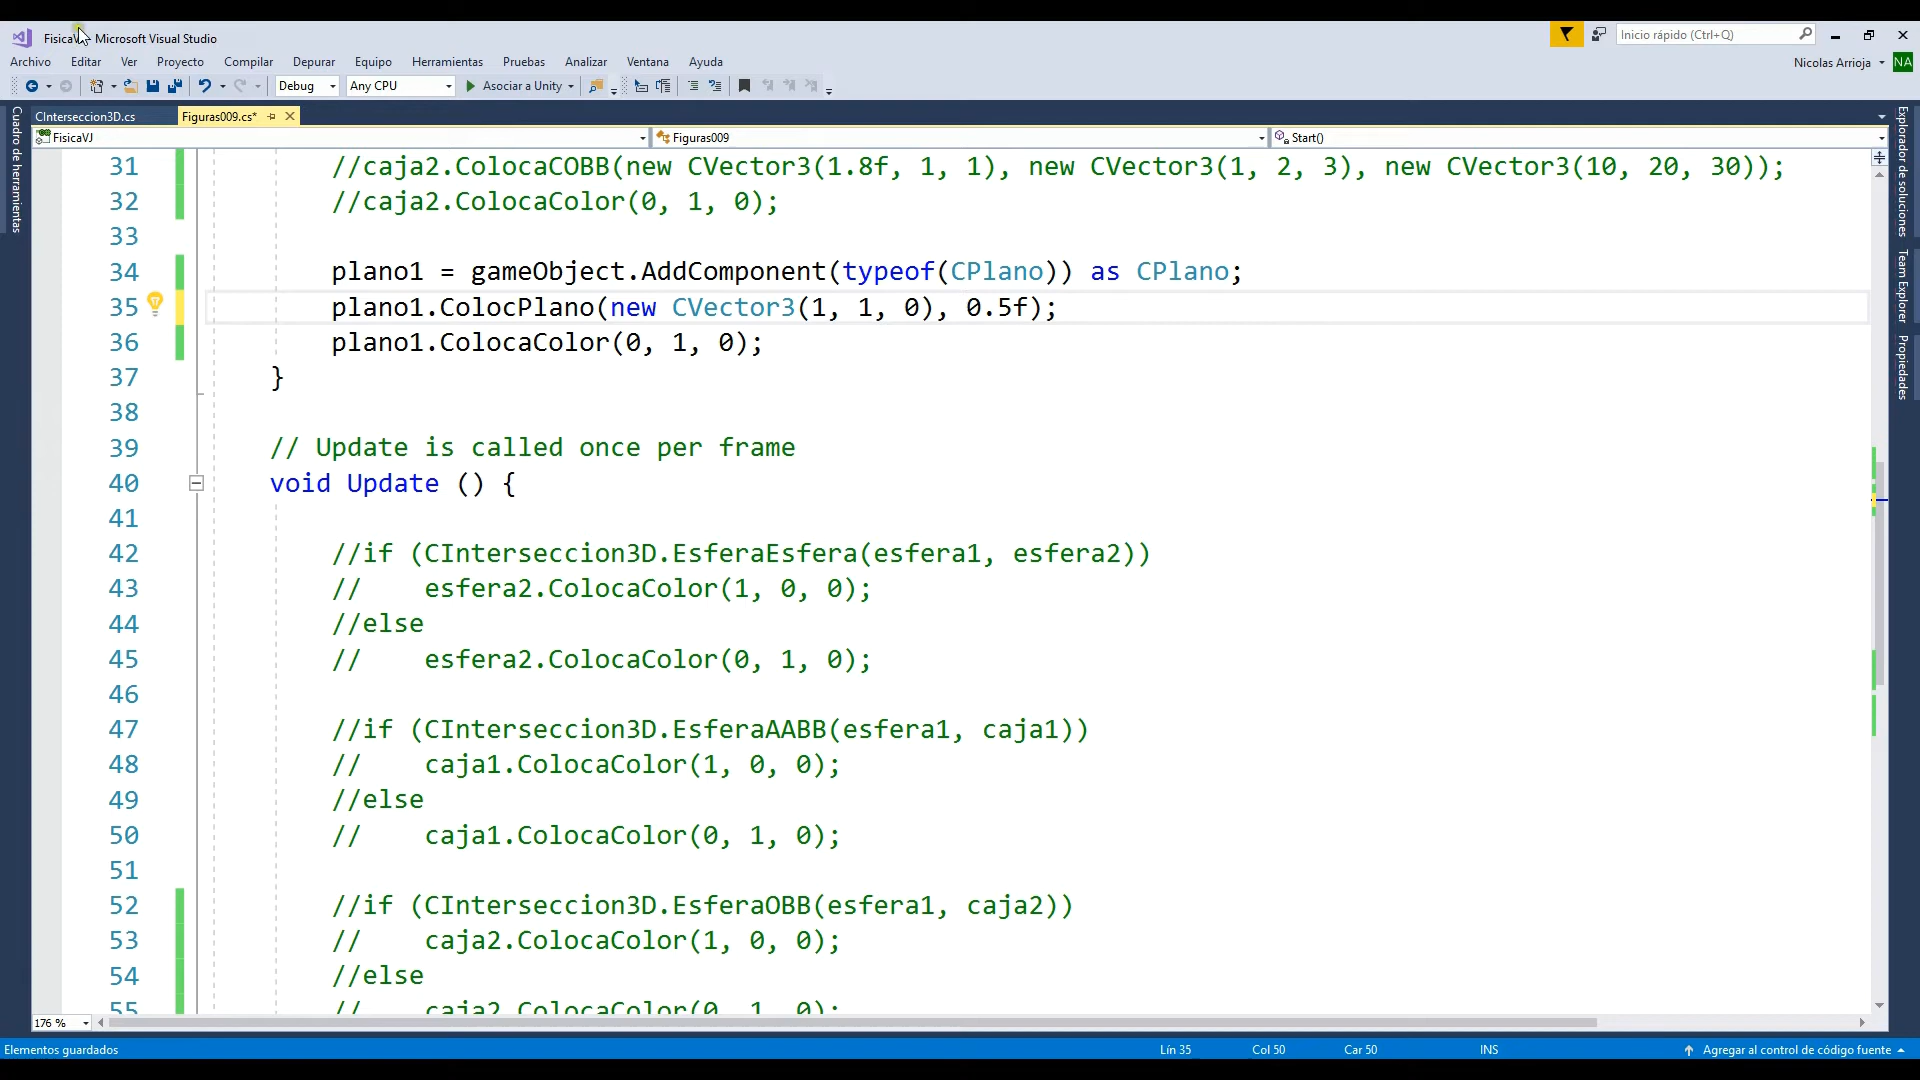 FisicaVJ - Microsoft Visual Studio
Inicio rápido (Ctrl+Q)
Archivo Editar Ver Proyecto Compilar Depurar Equipo Herramientas Pruebas Analizar Ventana Ayuda
Nicolas Arrioja NA
Debug Any CPU Asociar a Unity
CInterseccion3D.cs Figuras009.cs*
FisicaVJ Figuras009 Start()
Cuadro de herramientas
Explorador de soluciones
Team Explorer
Propiedades
31 //caja2.ColocaCOBB(new CVector3(1.8f, 1, 1), new CVector3(1, 2, 3), new CVector3(10, 20, 30));
32 //caja2.ColocaColor(0, 1, 0);
33
34 plano1 = gameObject.AddComponent(typeof(CPlano)) as CPlano;
35 plano1.ColocPlano(new CVector3(1, 1, 0), 0.5f);
36 plano1.ColocaColor(0, 1, 0);
37 }
38
39 // Update is called once per frame
40 void Update () {
41
42 //if (CInterseccion3D.EsferaEsfera(esfera1, esfera2))
43 // esfera2.ColocaColor(1, 0, 0);
44 //else
45 // esfera2.ColocaColor(0, 1, 0);
46
47 //if (CInterseccion3D.EsferaAABB(esfera1, caja1))
48 // caja1.ColocaColor(1, 0, 0);
49 //else
50 // caja1.ColocaColor(0, 1, 0);
51
52 //if (CInterseccion3D.EsferaOBB(esfera1, caja2))
53 // caja2.ColocaColor(1, 0, 0);
54 //else
55 // caja2.ColocaColor(0, 1, 0);
176 %
Elementos guardados Lín 35 Col 50 Car 50 INS Agregar al control de código fuente